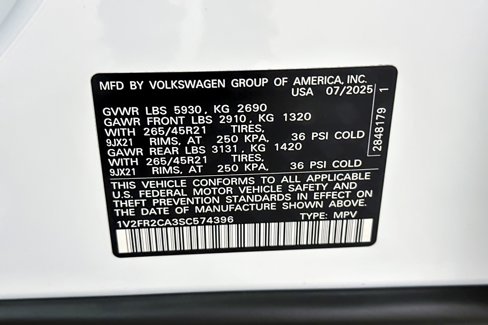 MFD BY VOLKSWAGEN GROUP OF AMERICA, INC.
USA 07/2025
GVWR LBS 5930 , KG 2690
GAWR FRONT LBS 2910 , KG 1320
WITH 265/45R21 TIRES,
9JX21 RIMS, AT 250 KPA. 36 PSI COLD
GAWR REAR LBS 3131 , KG 1420
WITH 265/45R21 TIRES,
9JX21 RIMS, AT 250 KPA. 36 PSI COLD
THIS VEHICLE CONFORMS TO ALL APPLICABLE
U.S. FEDERAL MOTOR VEHICLE SAFETY AND
THEFT PREVENTION STANDARDS IN EFFECT ON
THE DATE OF MANUFACTURE SHOWN ABOVE.
1V2FR2CA3SC574396 TYPE: MPV
2848179 1